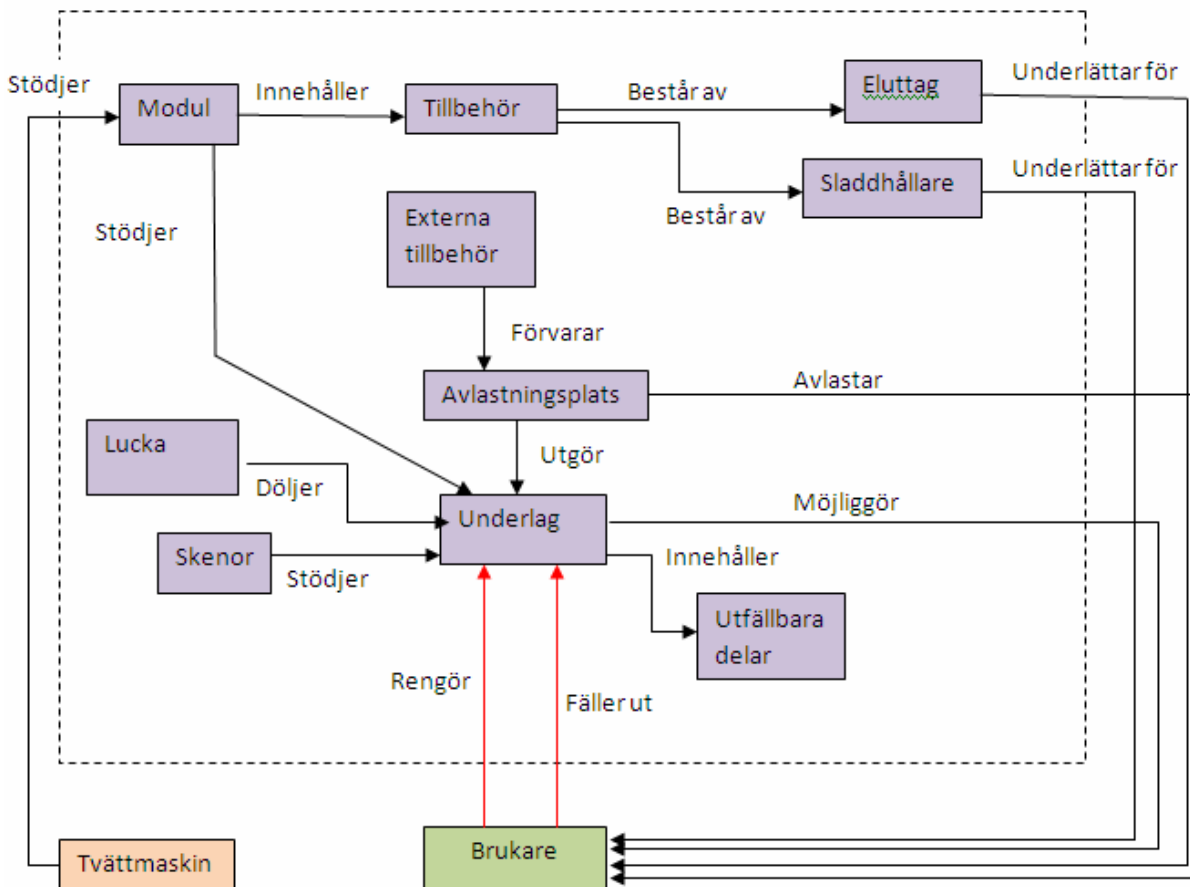 Stödjer
Modul
Innehåller
Tillbehör
Består av
Eluttag
Underlättar för
Sladdhållare
Underlättar för
Består av
Stödjer
Externa
tillbehör
Förvarar
Avlastningsplats
Avlastar
Lucka
Utgör
Döljer
Underlag
Möjliggör
Skenor
Stödjer
Innehåller
Utfällbara
delar
Rengör
Fäller ut
Tvättmaskin
Brukare